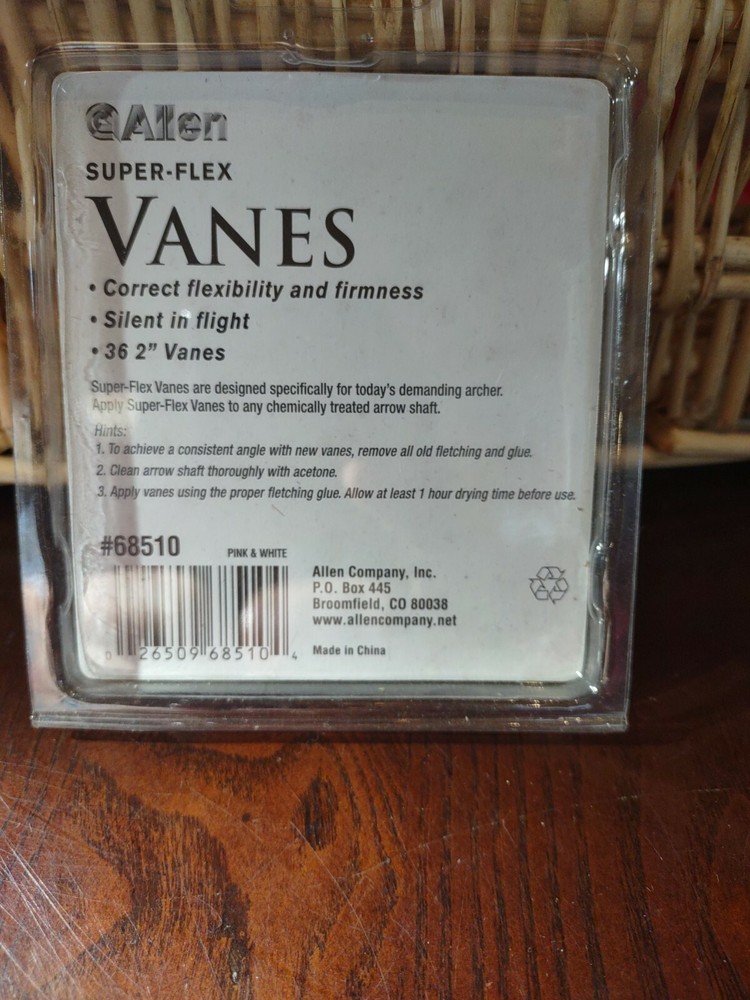 Allen
SUPER-FLEX
VANES
• Correct flexibility and firmness
• Silent in flight
• 36 2” Vanes
Super-Flex Vanes are designed specifically for today's demanding archer.
Apply Super-Flex Vanes to any chemically treated arrow shaft.
Hints:
1. To achieve a consistent angle with new vanes, remove all old fletching and glue.
2. Clean arrow shaft thoroughly with acetone.
3. Apply vanes using the proper fletching glue. Allow at least 1 hour drying time before use.
#68510 PINK & WHITE
0 26509 68510 4
Allen Company, Inc.
P.O. Box 445
Broomfield, CO 80038
www.allencompany.net
Made in China